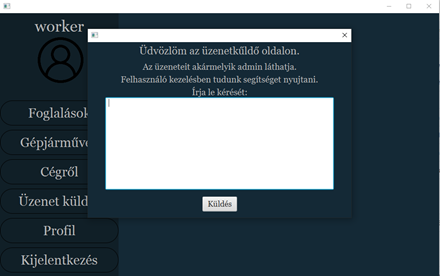 worker
Foglalások
Gépjárműve
Cégről
Üzenet küld
Profil
Kijelentkezés
Üdvözlöm az üzenetküldő oldalon.
Az üzeneteit akármelyik admin láthatja.
Felhasználó kezelésben tudunk segítséget nyujtani.
Írja le kérését:
Küldés